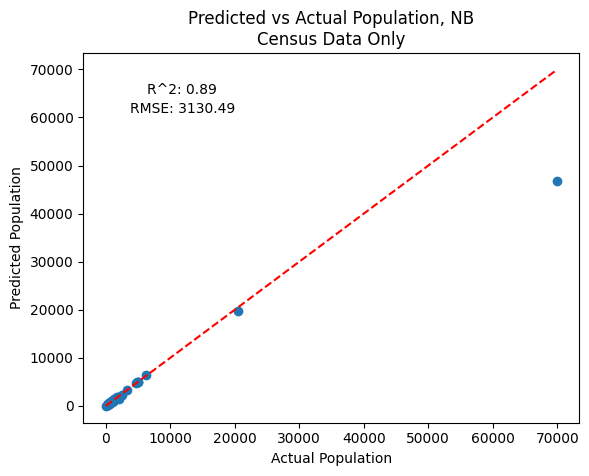 Predicted vs Actual Population, NB
Census Data Only
R^2: 0.89
RMSE: 3130.49
Predicted Population
70000
60000
50000
40000
30000
20000
10000
0
0 10000 20000 30000 40000 50000 60000 70000
Actual Population